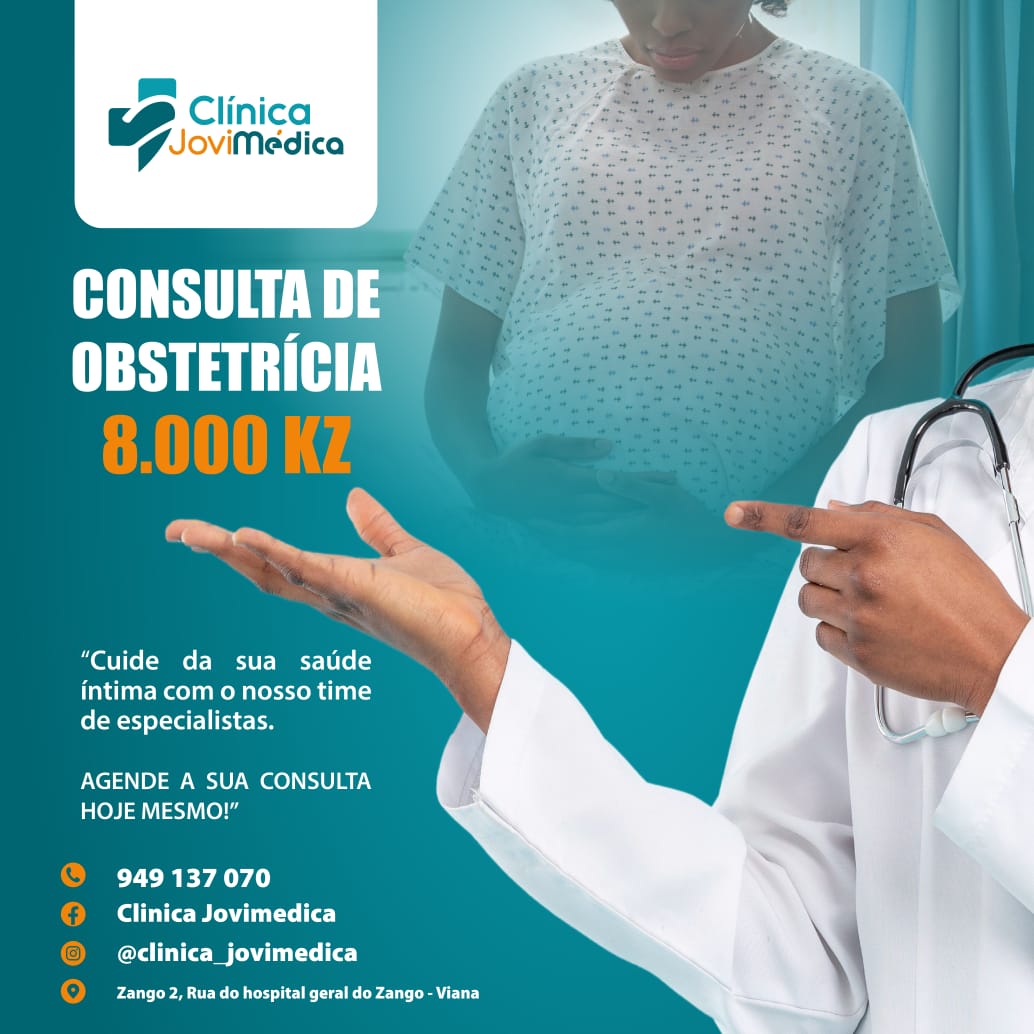 Clínica
JoviMédica
CONSULTA DE
OBSTETRÍCIA
8.000 KZ
“Cuide da sua saúde
íntima com o nosso time
de especialistas.
AGENDE A SUA CONSULTA
HOJE MESMO!”
949 137 070
Clinica Jovimedica
@clinica_jovimedica
Zango 2, Rua do hospital geral do Zango - Viana